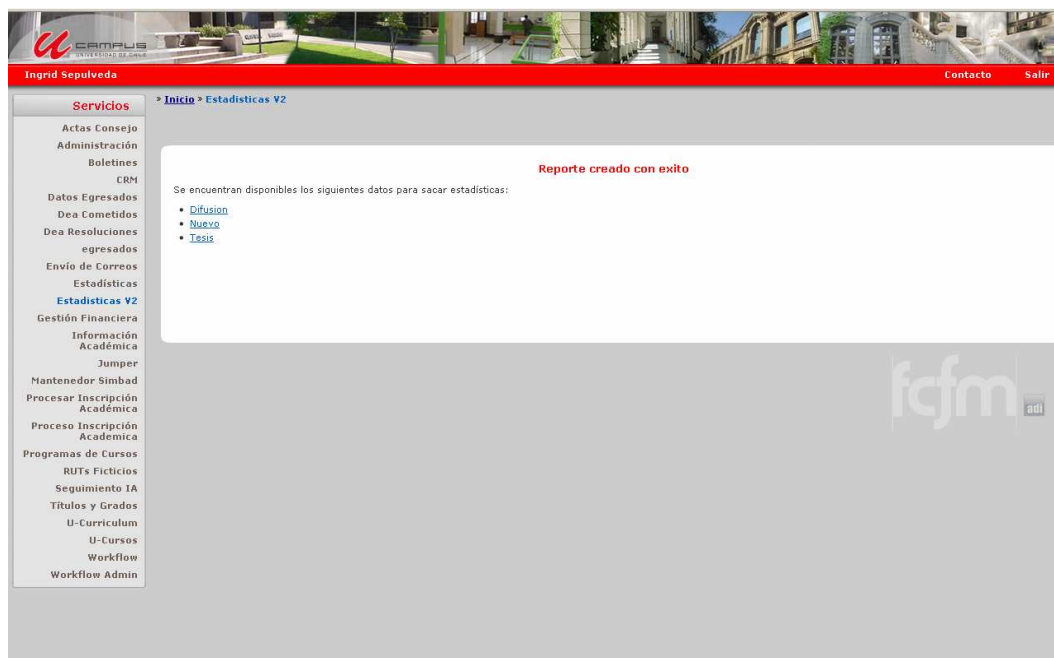 CAMPUS
UNIVERSIDAD DE CHILE
Ingrid Sepulveda
Contacto
Salir
Servicios
» Inicio » Estadisticas V2
Actas Consejo
Administración
Boletines
CRM
Datos Egresados
Dea Cometidos
Dea Resoluciones
egresados
Envío de Correos
Estadísticas
Estadisticas V2
Gestión Financiera
Información
Académica
Jumper
Mantenedor Simbad
Procesar Inscripción
Académica
Proceso Inscripción
Academica
Programas de Cursos
RUTs Ficticios
Seguimiento IA
Títulos y Grados
U-Curriculum
U-Cursos
Workflow
Workflow Admin
Reporte creado con exito
Se encuentran disponibles los siguientes datos para sacar estadísticas:
• Difusion
• Nuevo
• Tesis
fcfm
adi